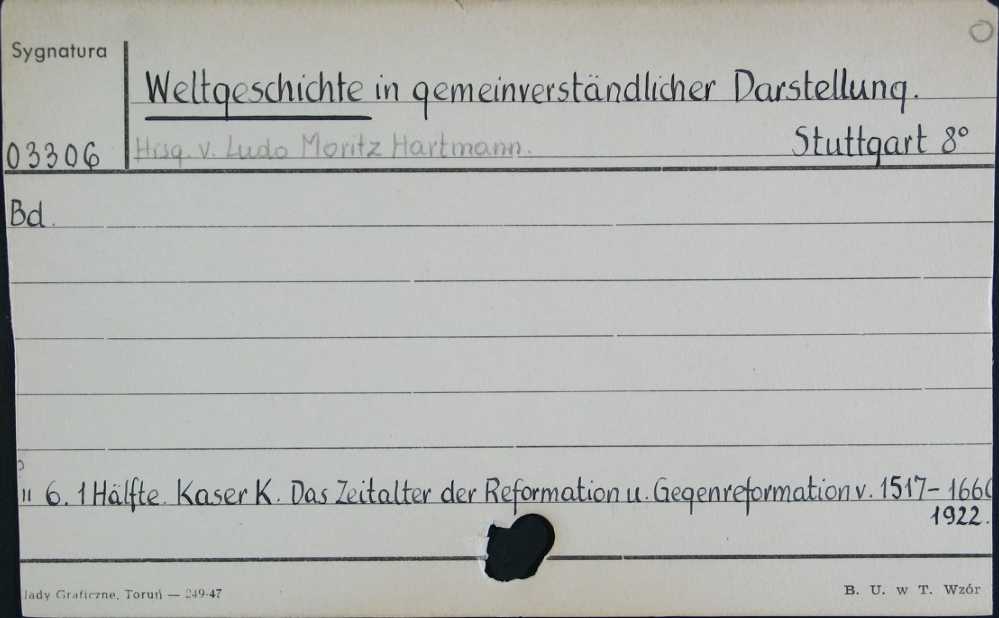 Sygnatura
Weltgeschichte in gemeinverständlicher Darstellung.
03306 Hrsg. v. Ludo Moritz Hartmann. Stuttgart 8°
Bd.
" 6. 1 Hälfte. Kaser K. Das Zeitalter der Reformation u. Gegenreformation v. 1517-1660
1922.
łady Graficzne, Toruń — 249-47 B. U. w T. Wzór